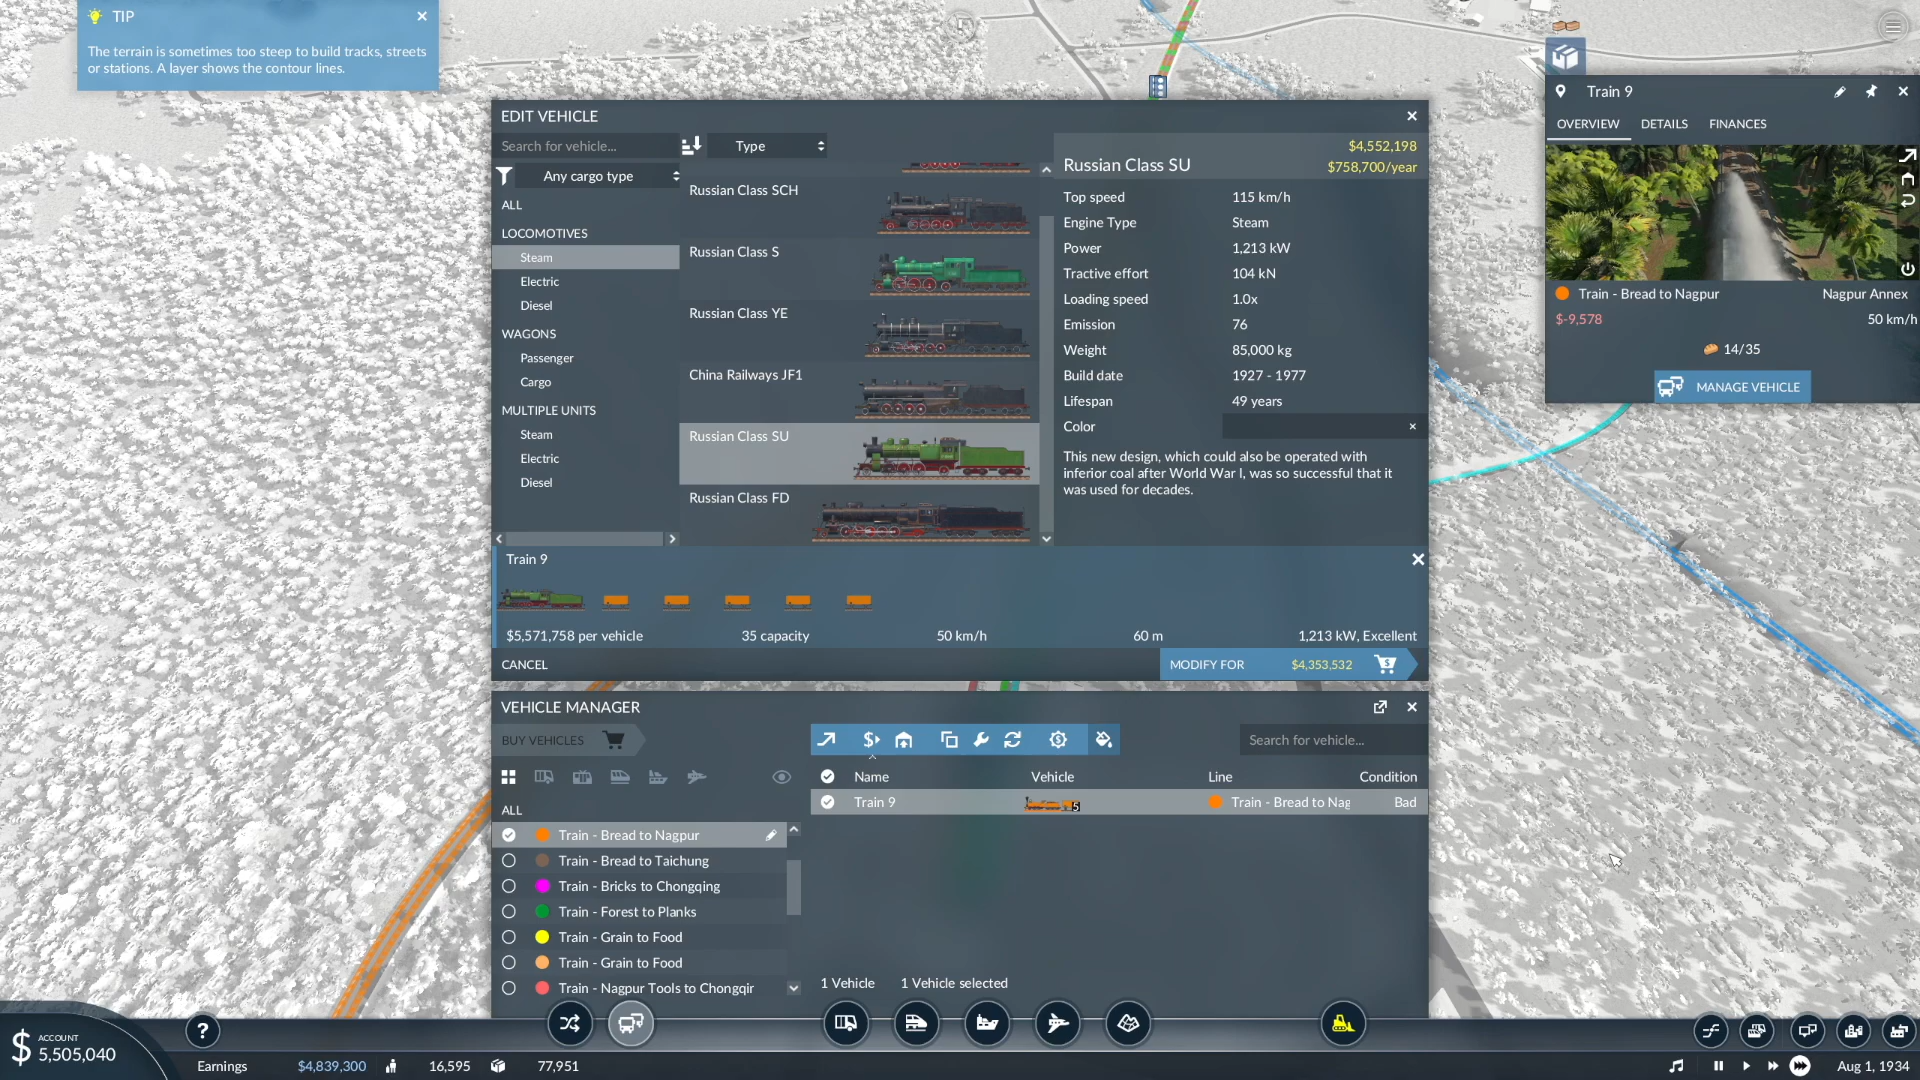 TIP
The terrain is sometimes too steep to build tracks, streets
or stations. A layer shows the contour lines.
EDIT VEHICLE
Search for vehicle...
Type
Any cargo type
ALL
LOCOMOTIVES
Steam
Electric
Diesel
WAGONS
Passenger
Cargo
MULTIPLE UNITS
Steam
Electric
Diesel
Russian Class SCH
Russian Class S
Russian Class YE
China Railways JF1
Russian Class SU
Russian Class FD
$4,552,198
Russian Class SU
$758,700/year
Top speed 115 km/h
Engine Type Steam
Power 1,213 kW
Tractive effort 104 kN
Loading speed 1.0x
Emission 76
Weight 85,000 kg
Build date 1927 - 1977
Lifespan 49 years
Color
This new design, which could also be operated with
inferior coal after World War I, was so successful that it
was used for decades.
Train 9
$5,571,758 per vehicle 35 capacity 50 km/h 60 m 1,213 kW, Excellent
CANCEL
MODIFY FOR $4,353,532
Train 9
OVERVIEW DETAILS FINANCES
Train - Bread to Nagpur Nagpur Annex
$-9,578 50 km/h
14/35
MANAGE VEHICLE
VEHICLE MANAGER
BUY VEHICLES
Search for vehicle...
ALL
Train - Bread to Nagpur
Train - Bread to Taichung
Train - Bricks to Chongqing
Train - Forest to Planks
Train - Grain to Food
Train - Grain to Food
Train - Nagpur Tools to Chongqir
Name Vehicle Line Condition
Train 9 5 Train - Bread to Nag Bad
1 Vehicle 1 Vehicle selected
$ ACCOUNT
5,505,040
?
Earnings $4,839,300 16,595 77,951
Aug 1, 1934